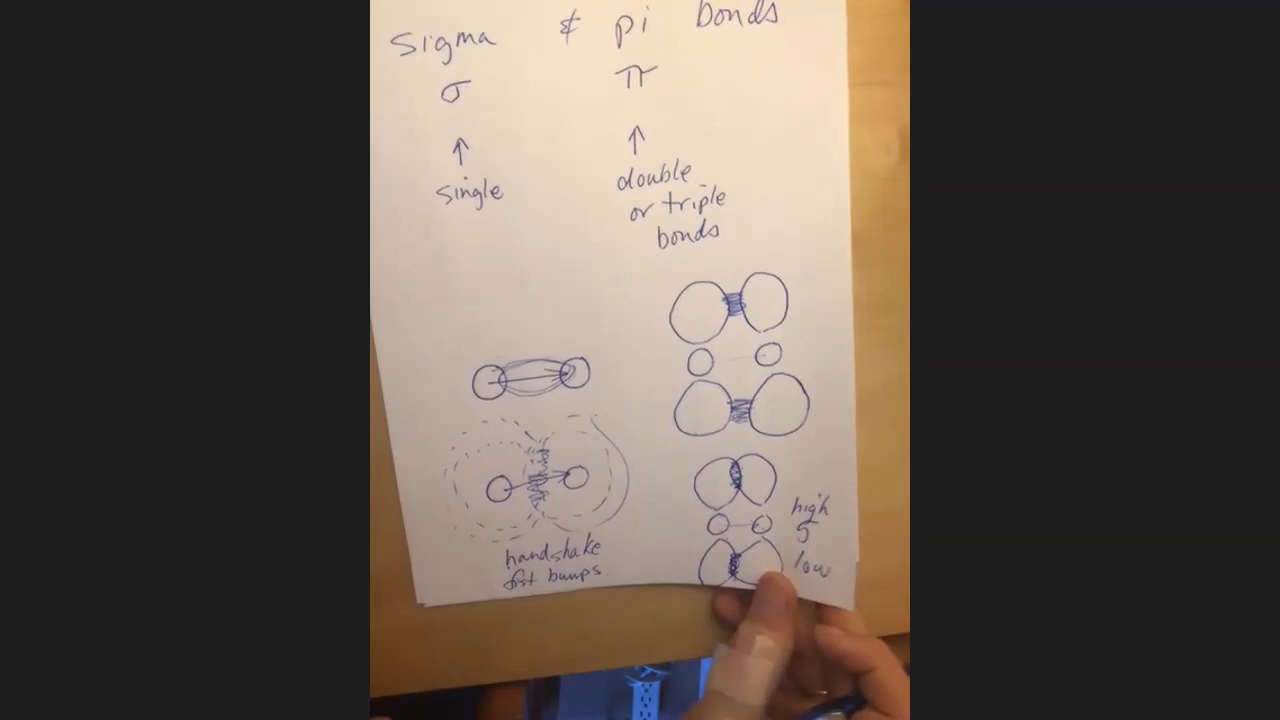 sigma & pi bonds
σ π
↑ ↑
single
double
or triple
bonds
handshake
fist bumps
high
5
low